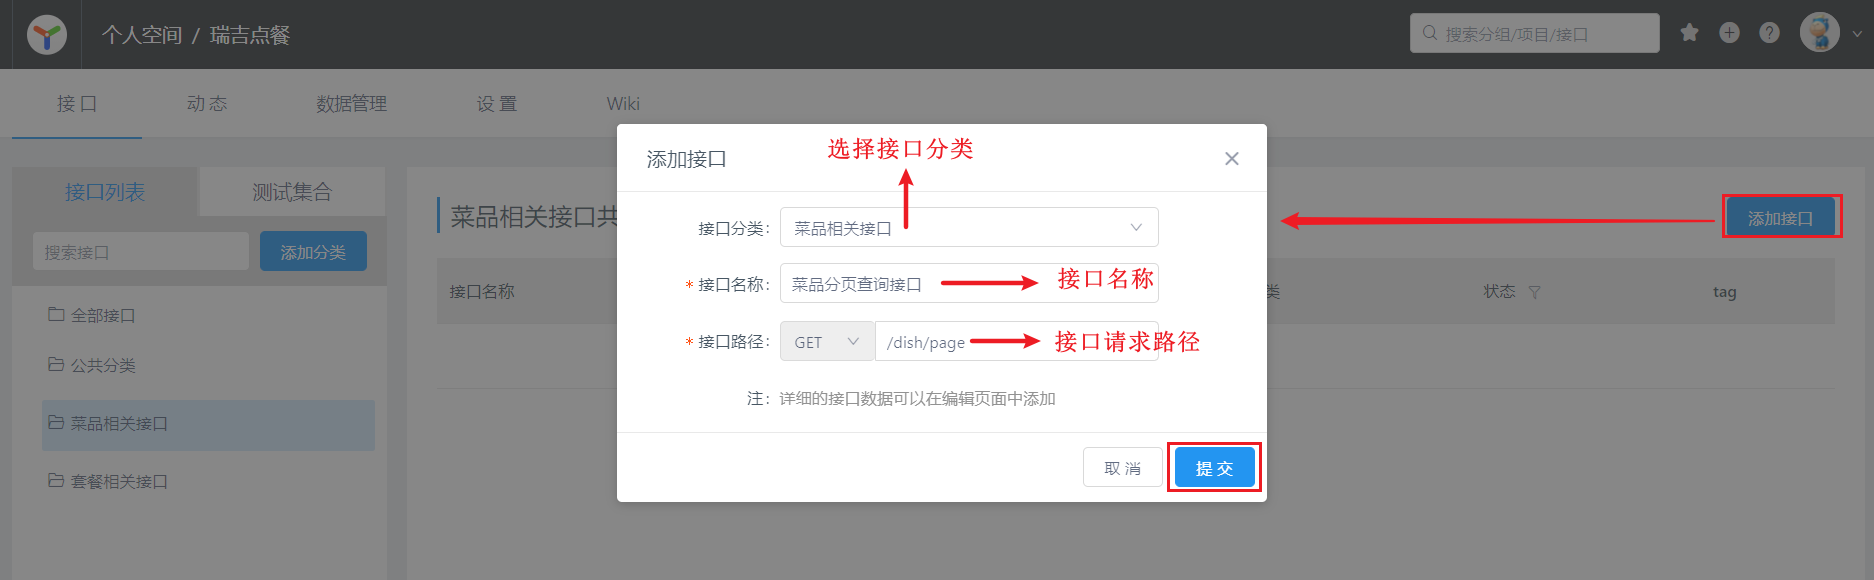 个人空间 / 瑞吉点餐
搜索分组/项目/接口
接口 动态 数据管理 设置 Wiki
接口列表 测试集合
搜索接口 添加分类
全部接口
公共分类
菜品相关接口
套餐相关接口
菜品相关接口共
添加接口
接口名称 类 状态 tag
添加接口
选择接口分类
接口分类: 菜品相关接口
* 接口名称: 菜品分页查询接口 接口名称
* 接口路径: GET /dish/page 接口请求路径
注: 详细的接口数据可以在编辑页面中添加
取消 提交